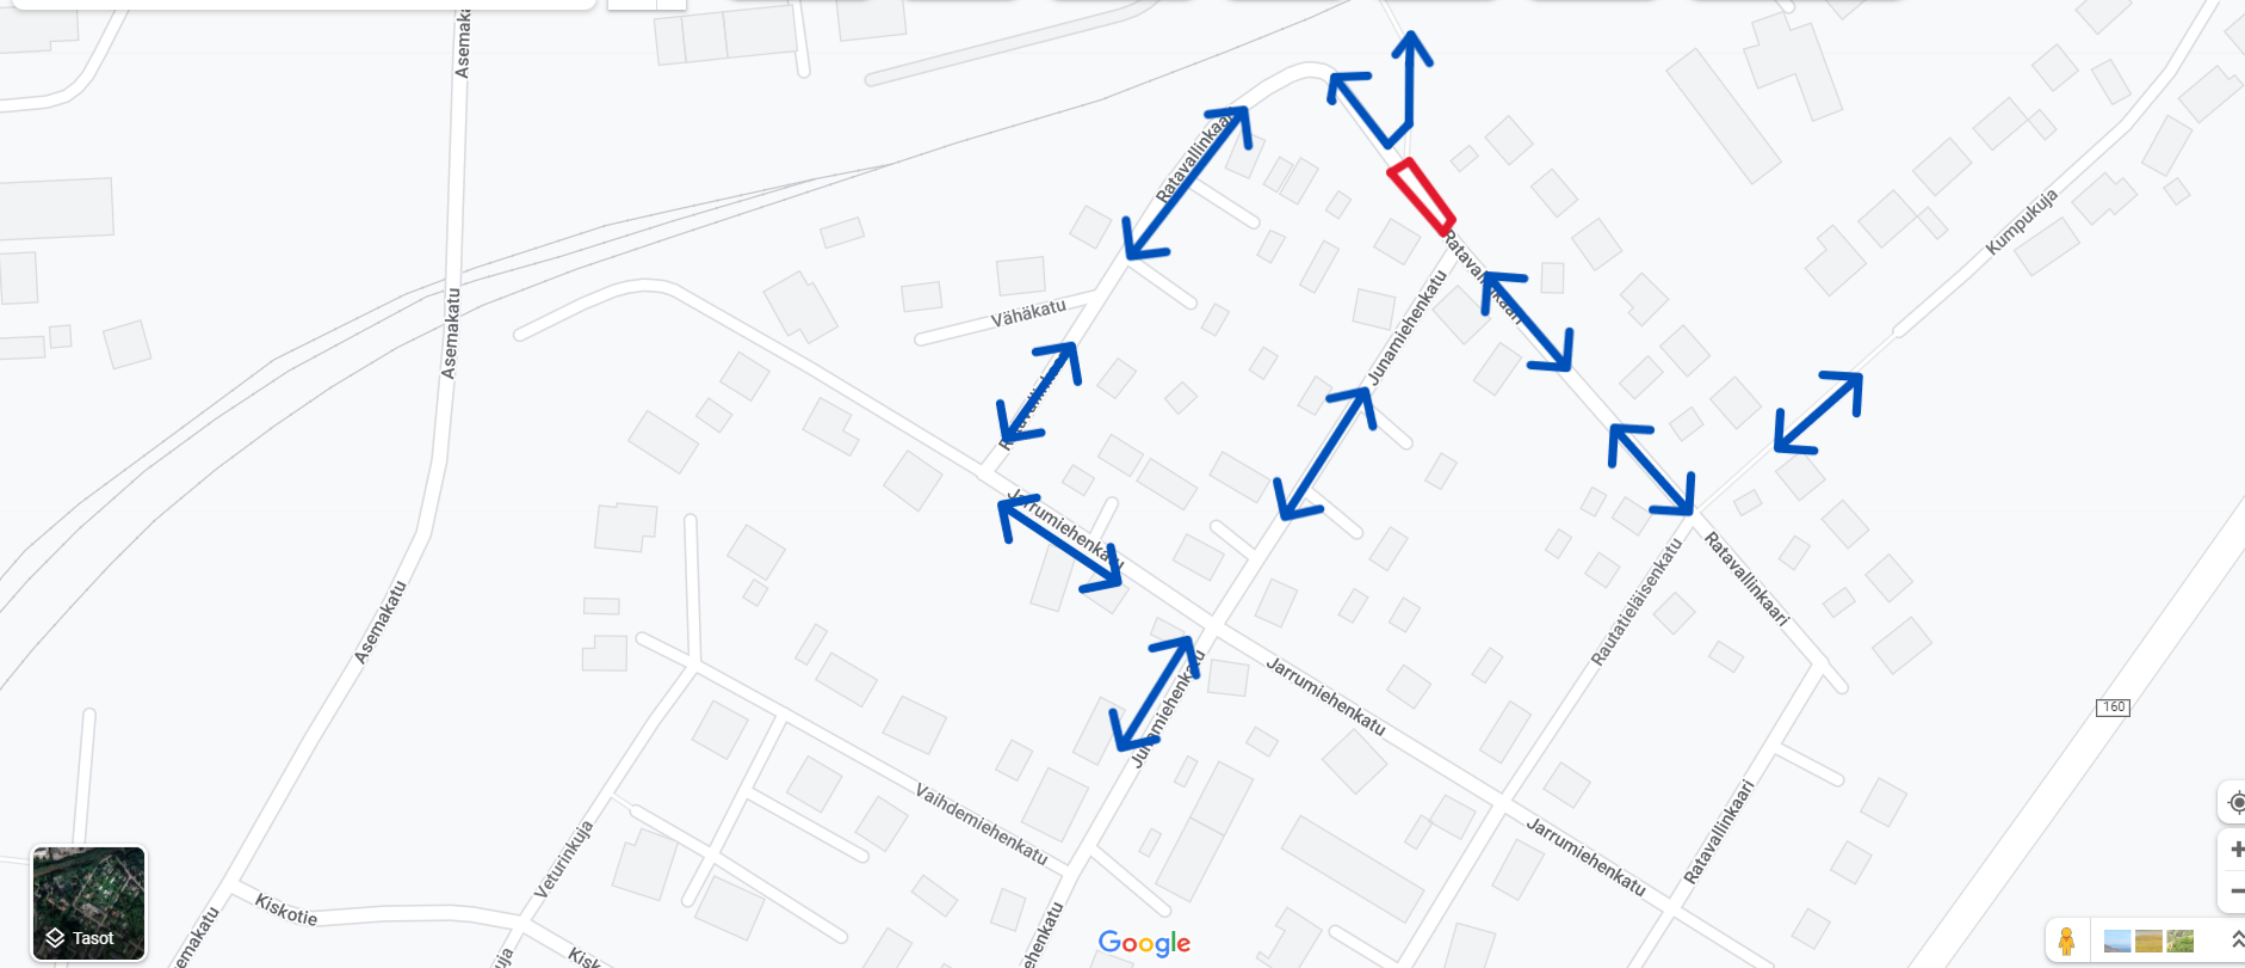 Asemakatu
Ratavallinkaari
Kumpukuja
Ratavallinkaari
Vähäkatu
Junamiehenkatu
Asemakatu
Jarrumiehenkatu
Ratavallinkaari
Rautatieläisenkatu
Asemakatu
Jarrumiehenkatu
Junamiehenkatu
160
Vaihdemiehenkatu
Ratavallinkaari
Jarrumiehenkatu
Veturinkuja
Kiskotie
Tasot
Google